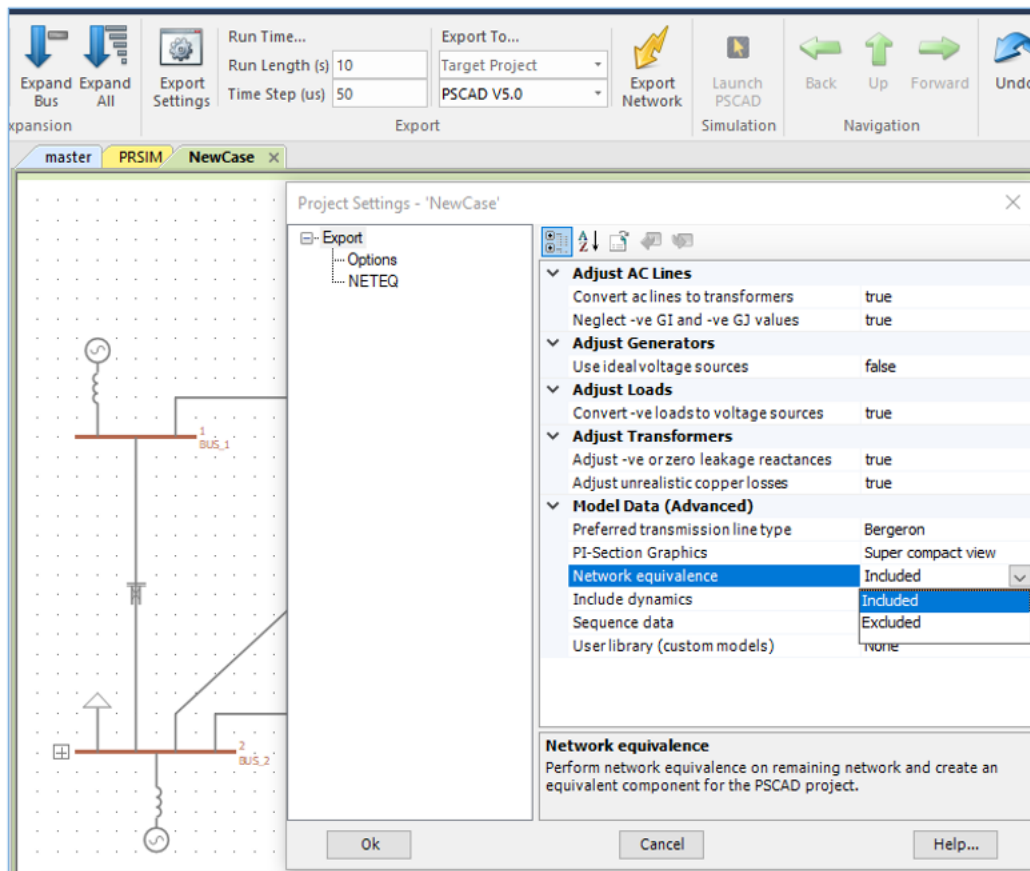 Run Time...
Export To...
Run Length (s) 10
Target Project
Time Step (us) 50
PSCAD V5.0
Expand Bus
Expand All
Export Settings
Export Network
Launch PSCAD
Back
Up
Forward
Undo
xpansion
Export
Simulation
Navigation
master
PRSIM
NewCase
Project Settings - 'NewCase'
Export
Options
NETEQ
A
Z
Adjust AC Lines
Convert ac lines to transformers true
Neglect -ve GI and -ve GJ values true
Adjust Generators
Use ideal voltage sources false
Adjust Loads
Convert -ve loads to voltage sources true
Adjust Transformers
Adjust -ve or zero leakage reactances true
Adjust unrealistic copper losses true
Model Data (Advanced)
Preferred transmission line type Bergeron
PI-Section Graphics Super compact view
Network equivalence Included
Include dynamics Included
Sequence data Excluded
User library (custom models) None
1
BUS_1
2
BUS_2
Network equivalence
Perform network equivalence on remaining network and create an
equivalent component for the PSCAD project.
Ok
Cancel
Help...